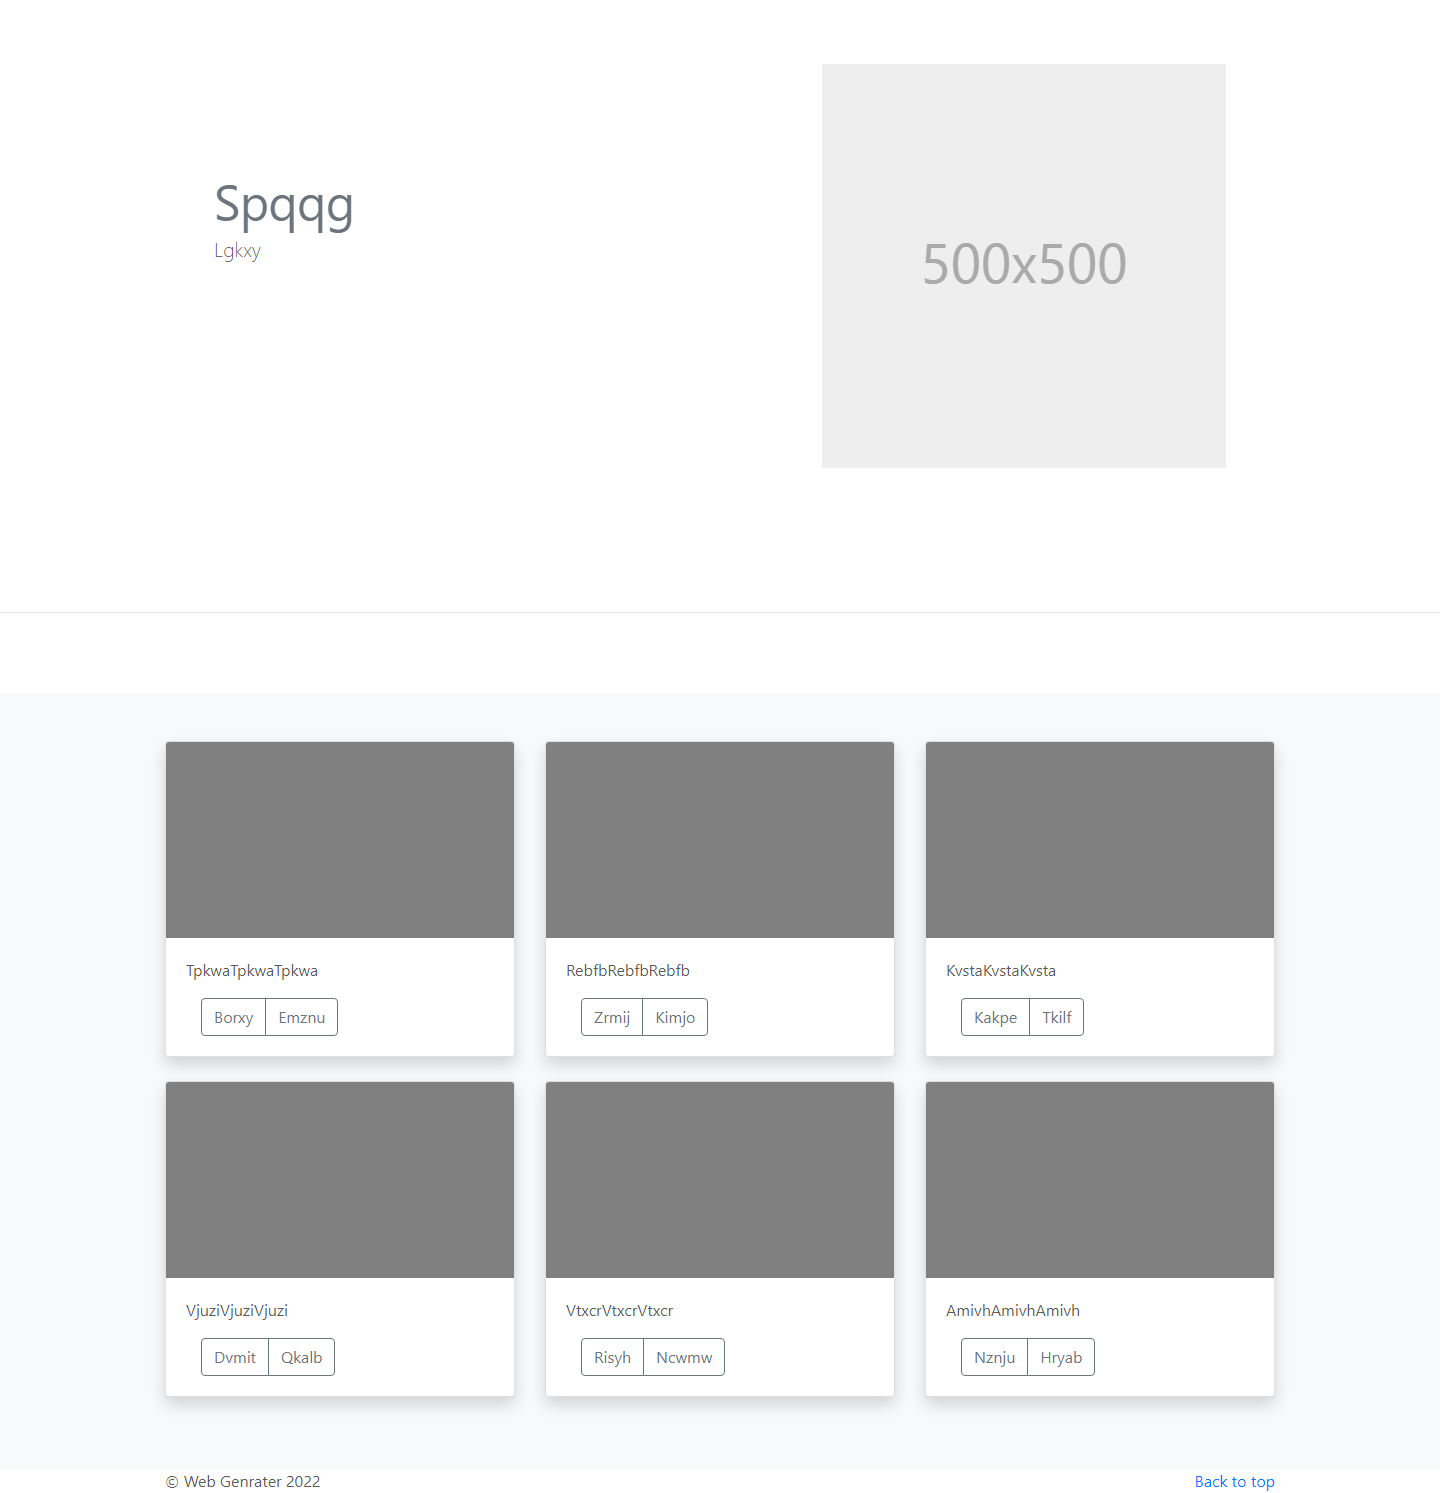 Spqqg
Lgkxy
500x500
TpkwaTpkwaTpkwa
Borxy Emznu
RebfbRebfbRebfb
Zrmij Kimjo
KvstaKvstaKvsta
Kakpe Tkilf
VjuziVjuziVjuzi
Dvmit Qkalb
VtxcrVtxcrVtxcr
Risyh Ncwmw
AmivhAmivhAmivh
Nznju Hryab
© Web Genrater 2022
Back to top